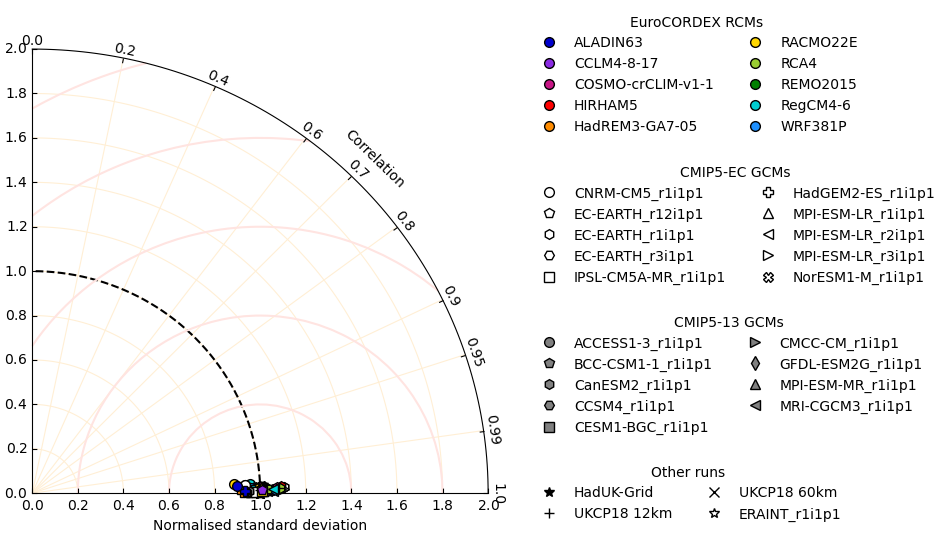 0.0
0.2
0.4
0.6
0.7
0.8
0.9
0.95
0.99
1.0
Correlation
2.0
1.8
1.6
1.4
1.2
1.0
0.8
0.6
0.4
0.2
0.0
0.0 0.2 0.4 0.6 0.8 1.0 1.2 1.4 1.6 1.8 2.0
Normalised standard deviation
EuroCORDEX RCMs
ALADIN63
CCLM4-8-17
COSMO-crCLIM-v1-1
HIRHAM5
HadREM3-GA7-05
RACMO22E
RCA4
REMO2015
RegCM4-6
WRF381P
CMIP5-EC GCMs
CNRM-CM5_r1i1p1
EC-EARTH_r12i1p1
EC-EARTH_r1i1p1
EC-EARTH_r3i1p1
IPSL-CM5A-MR_r1i1p1
HadGEM2-ES_r1i1p1
MPI-ESM-LR_r1i1p1
MPI-ESM-LR_r2i1p1
MPI-ESM-LR_r3i1p1
NorESM1-M_r1i1p1
CMIP5-13 GCMs
ACCESS1-3_r1i1p1
BCC-CSM1-1_r1i1p1
CanESM2_r1i1p1
CCSM4_r1i1p1
CESM1-BGC_r1i1p1
CMCC-CM_r1i1p1
GFDL-ESM2G_r1i1p1
MPI-ESM-MR_r1i1p1
MRI-CGCM3_r1i1p1
Other runs
HadUK-Grid
UKCP18 12km
UKCP18 60km
ERAINT_r1i1p1